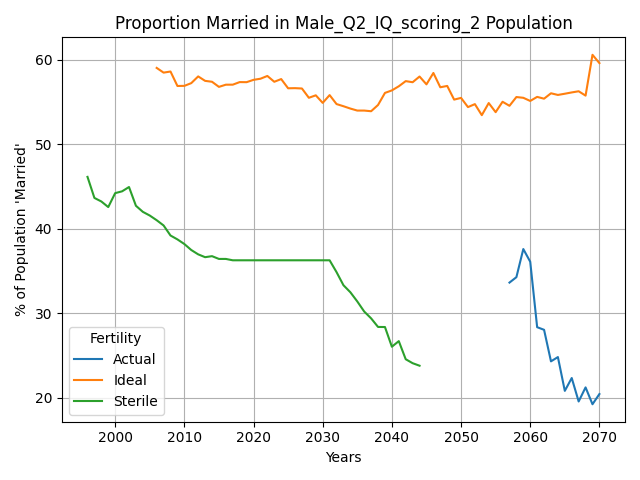 Proportion Married in Male_Q2_IQ_scoring_2 Population
% of Population 'Married'
60
50
40
30
20
Fertility
Actual
Ideal
Sterile
2000 2010 2020 2030 2040 2050 2060 2070
Years